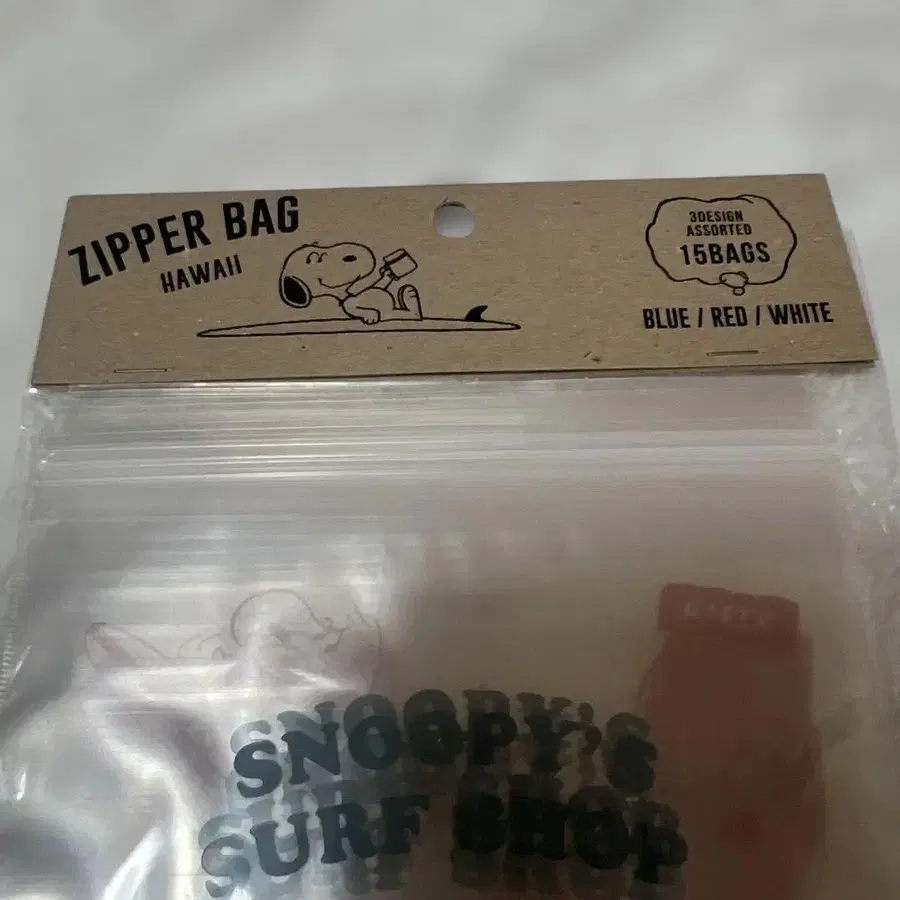 ZIPPER BAG
HAWAII
3DESIGN
ASSORTED
15BAGS
BLUE / RED / WHITE
SNOOPY'S
SURF SHOP